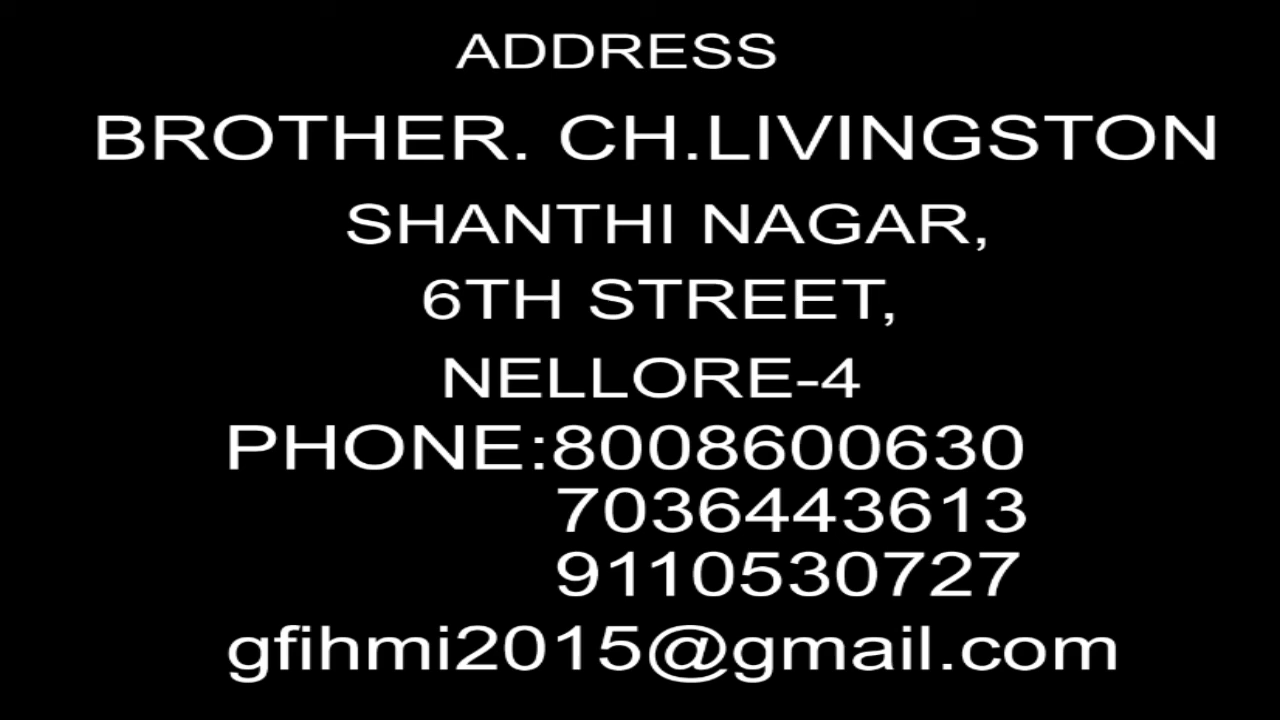 ADDRESS
BROTHER. CH.LIVINGSTON
SHANTHI NAGAR,
6TH STREET,
NELLORE-4
PHONE:8008600630
7036443613
9110530727
gfihmi2015@gmail.com